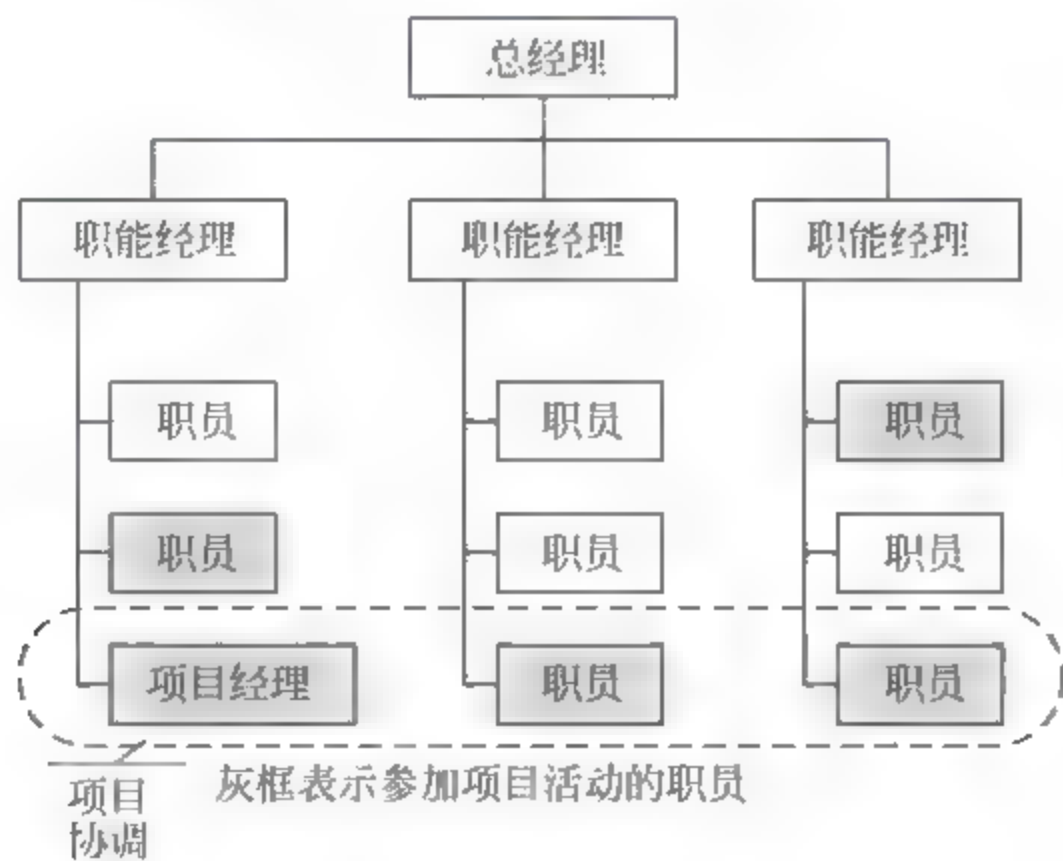 总经理
职能经理 职能经理 职能经理
职员 职员 职员
职员 职员 职员
项目经理 职员 职员
项目
协调
灰框表示参加项目活动的职员